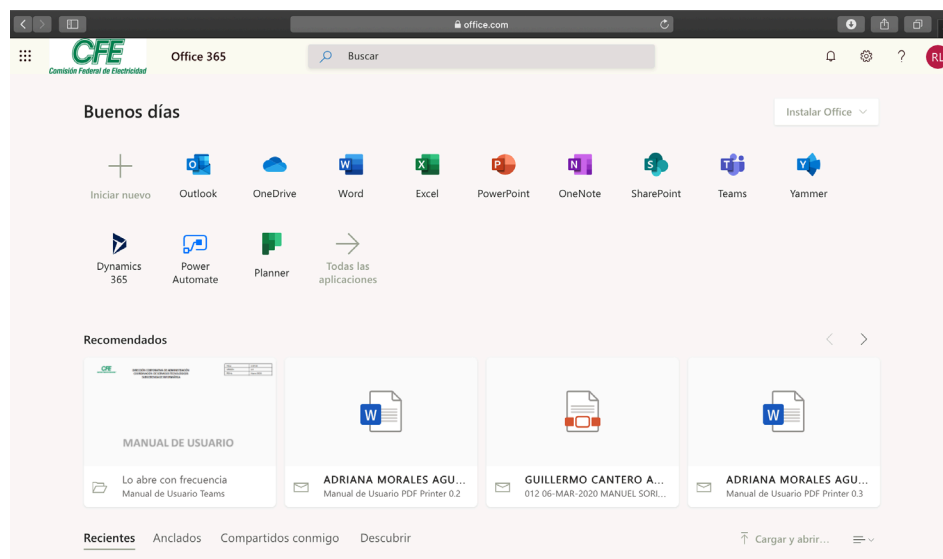 office.com
CFE
Comisión Federal de Electricidad
Office 365
Buscar
?
RL
Buenos días
Instalar Office
Iniciar nuevo
Outlook
OneDrive
Word
Excel
PowerPoint
OneNote
SharePoint
Teams
Yammer
Dynamics
365
Power
Automate
Planner
Todas las
aplicaciones
Recomendados
CFE
MANUAL DE USUARIO
Lo abre con frecuencia
Manual de Usuario Teams
ADRIANA MORALES AGU...
Manual de Usuario PDF Printer 0.2
GUILLERMO CANTERO A...
012 06-MAR-2020 MANUEL SORI...
ADRIANA MORALES AGU...
Manual de Usuario PDF Printer 0.3
Recientes
Anclados
Compartidos conmigo
Descubrir
Cargar y abrir...